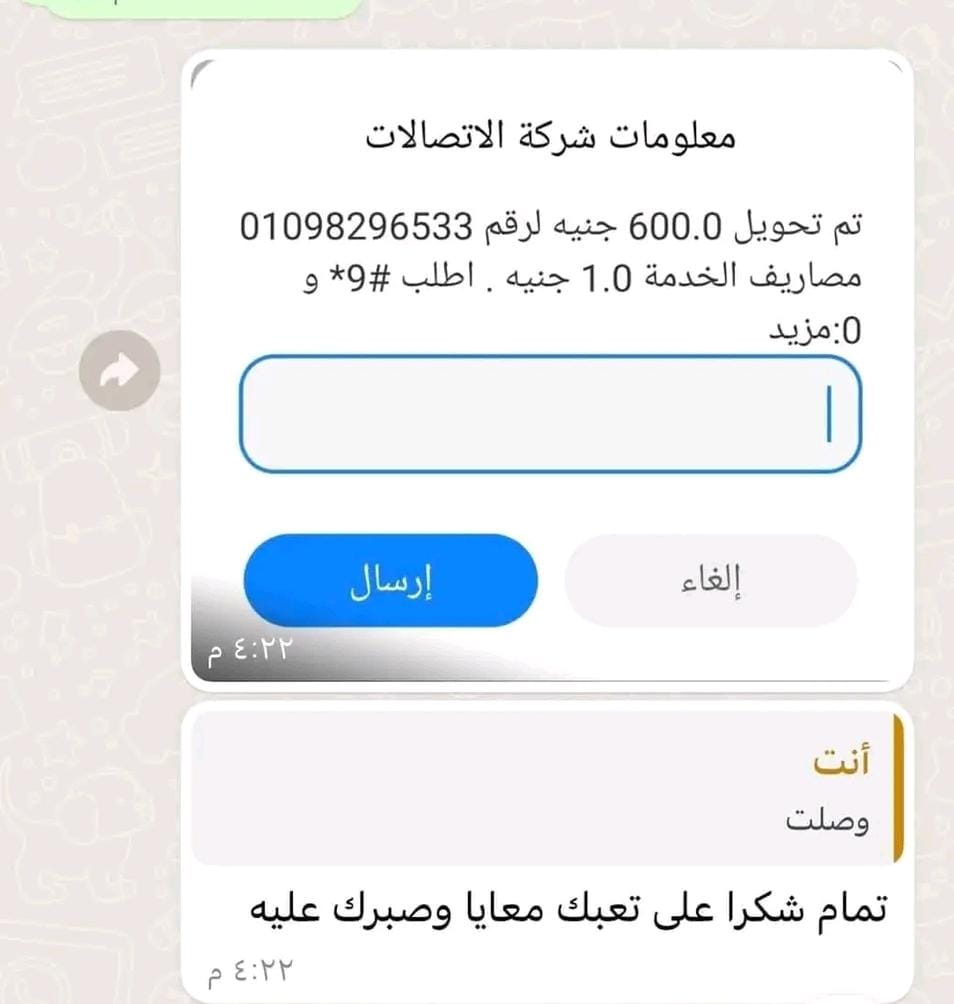 معلومات شركة الاتصالات
تم تحويل 600.0 جنيه لرقم 01098296533
مصاريف الخدمة 1.0 جنيه . اطلب #9* و
0:مزيد
إرسال
إلغاء
٤:٢٢ م
أنت
وصلت
تمام شكرا على تعبك معايا وصبرك عليه
٤:٢٢ م